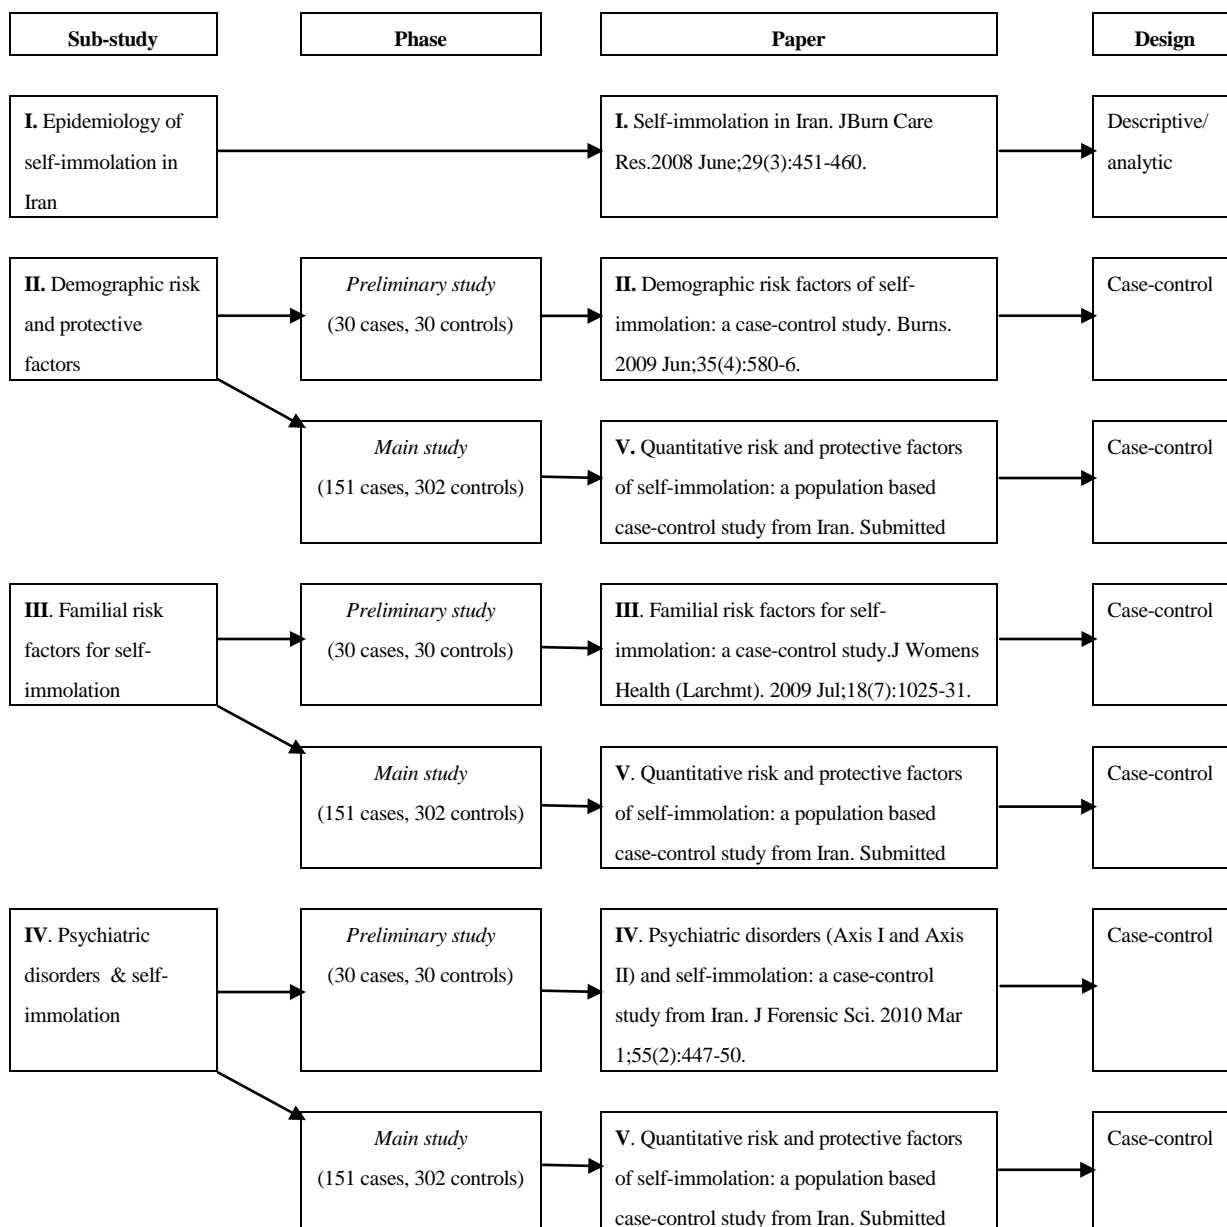 Sub-study
Phase
Paper
Design
I. Epidemiology of
self-immolation in
Iran
I. Self-immolation in Iran. JBurn Care
Res.2008 June;29(3):451-460.
Descriptive/
analytic
II. Demographic risk
and protective
factors
Preliminary study
(30 cases, 30 controls)
II. Demographic risk factors of self-
immolation: a case-control study. Burns.
2009 Jun;35(4):580-6.
Case-control
Main study
(151 cases, 302 controls)
V. Quantitative risk and protective factors
of self-immolation: a population based
case-control study from Iran. Submitted
Case-control
III. Familial risk
factors for self-
immolation
Preliminary study
(30 cases, 30 controls)
III. Familial risk factors for self-
immolation: a case-control study.J Womens
Health (Larchmt). 2009 Jul;18(7):1025-31.
Case-control
Main study
(151 cases, 302 controls)
V. Quantitative risk and protective factors
of self-immolation: a population based
case-control study from Iran. Submitted
Case-control
IV. Psychiatric
disorders & self-
immolation
Preliminary study
(30 cases, 30 controls)
IV. Psychiatric disorders (Axis I and Axis
II) and self-immolation: a case-control
study from Iran. J Forensic Sci. 2010 Mar
1;55(2):447-50.
Case-control
Main study
(151 cases, 302 controls)
V. Quantitative risk and protective factors
of self-immolation: a population based
case-control study from Iran. Submitted
Case-control